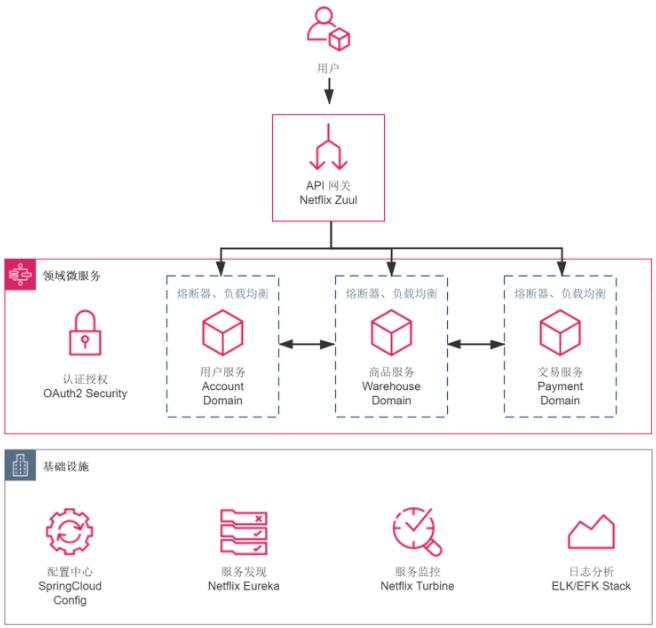 用户
API 网关
Netflix Zuul
领域微服务
熔断器、负载均衡
熔断器、负载均衡
熔断器、负载均衡
认证授权
OAuth2 Security
用户服务
Account
Domain
商品服务
Warehouse
Domain
交易服务
Payment
Domain
基础设施
配置中心
SpringCloud
Config
服务发现
Netflix Eureka
服务监控
Netflix Turbine
日志分析
ELK/EFK Stack